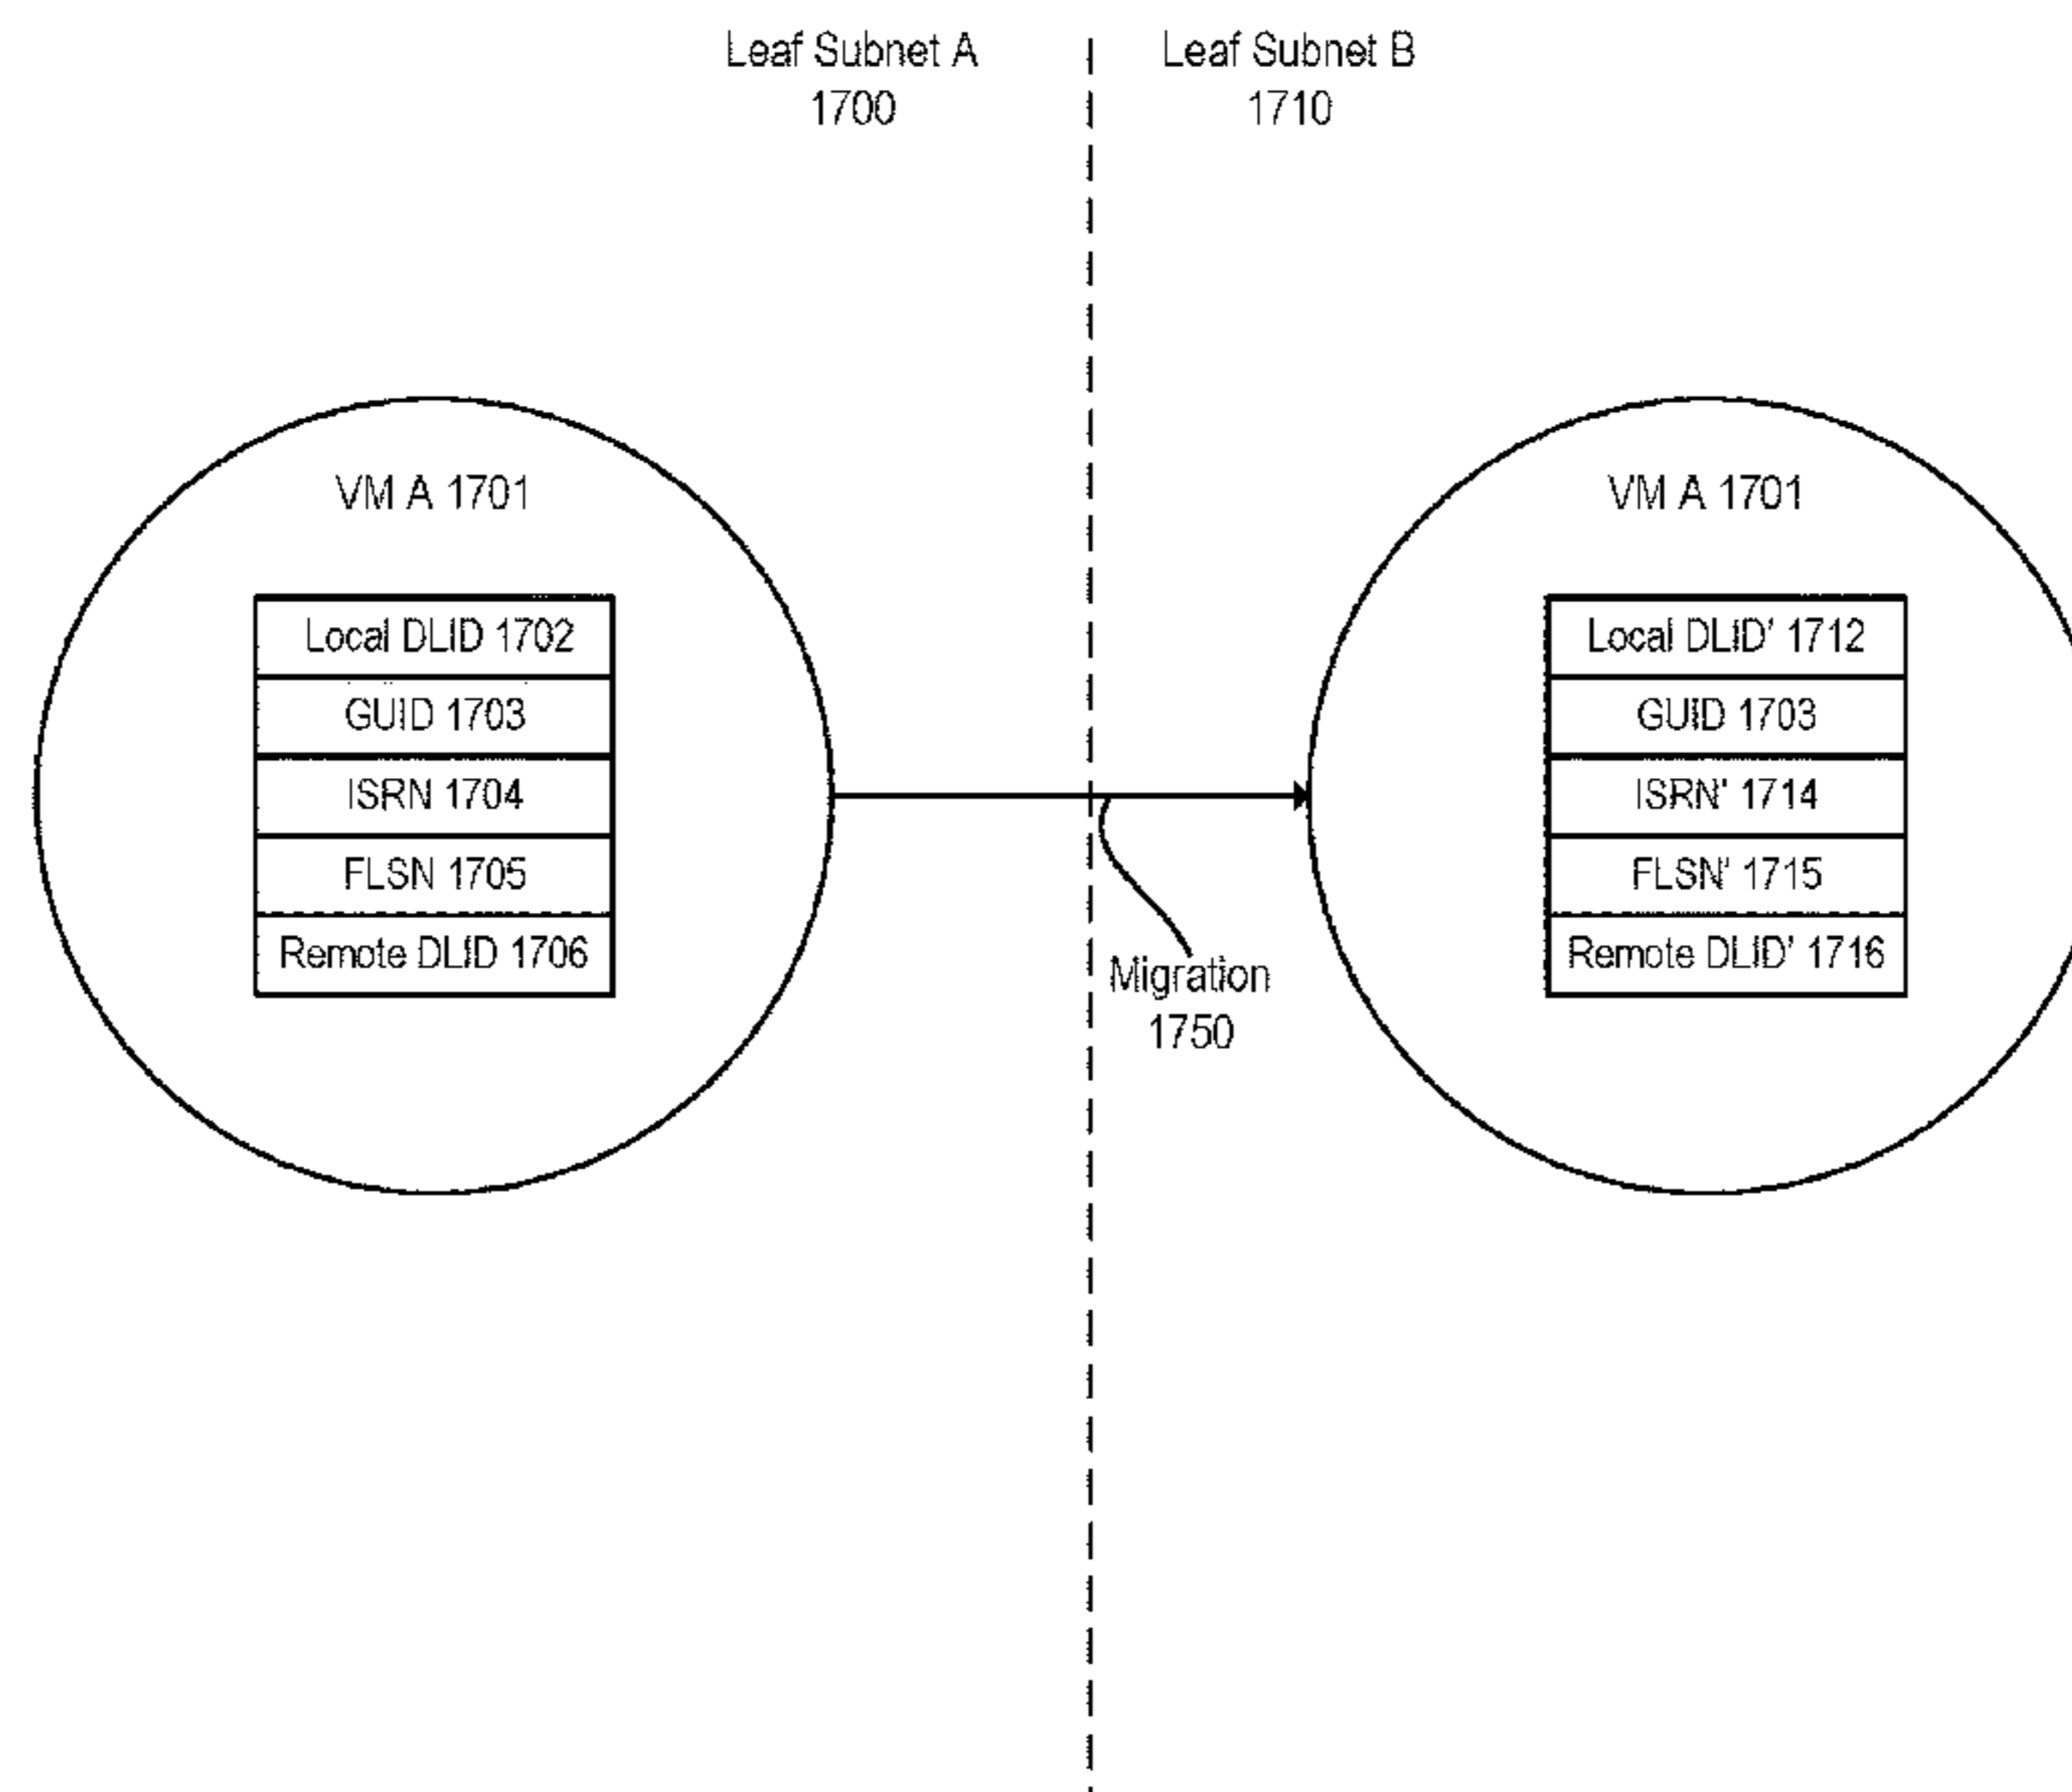 Leaf Subnet A
1700
Leaf Subnet B
1710
VM A 1701
Local DLID 1702
GUID 1703
ISRN 1704
FLSN 1705
Remote DLID 1706
Migration
1750
VM A 1701
Local DLID' 1712
GUID 1703
ISRN' 1714
FLSN' 1715
Remote DLID' 1716